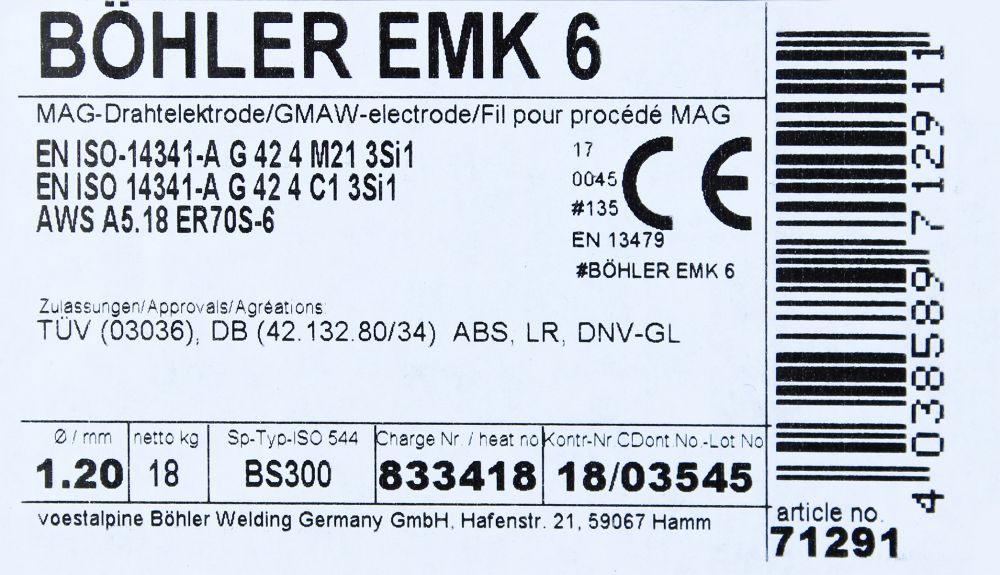 BÖHLER EMK 6
MAG-Drahtelektrode/GMAW-electrode/Fil pour procédé MAG
EN ISO-14341-A G 42 4 M21 3Si1
EN ISO 14341-A G 42 4 C1 3Si1
AWS A5.18 ER70S-6
17
0045
#135
CE
EN 13479
#BÖHLER EMK 6
Zulassungen/Approvals/Agréations:
TÜV (03036), DB (42.132.80/34) ABS, LR, DNV-GL
Ø / mm netto kg Sp-Typ-ISO 544 Charge Nr. / heat no Kontr-Nr.CDont.No.-Lot No
1.20 18 BS300 833418 18/03545
voestalpine Böhler Welding Germany GmbH, Hafenstr. 21, 59067 Hamm
4 038589 712911
article no.
71291